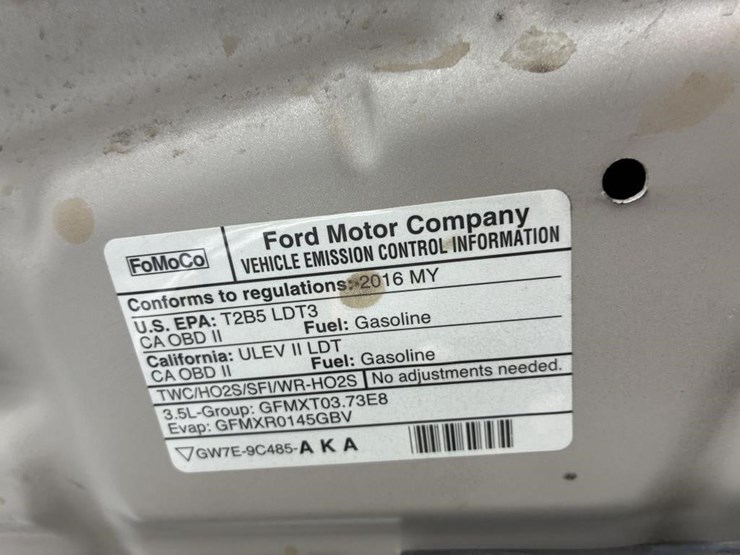 FoMoCo
Ford Motor Company
VEHICLE EMISSION CONTROL INFORMATION
Conforms to regulations: 2016 MY
U.S. EPA: T2B5 LDT3
CA OBD II Fuel: Gasoline
California: ULEV II LDT
CA OBD II Fuel: Gasoline
TWC/HO2S/SFI/WR-HO2S No adjustments needed.
3.5L-Group: GFMXT03.73E8
Evap: GFMXR0145GBV
GW7E-9C485-A K A